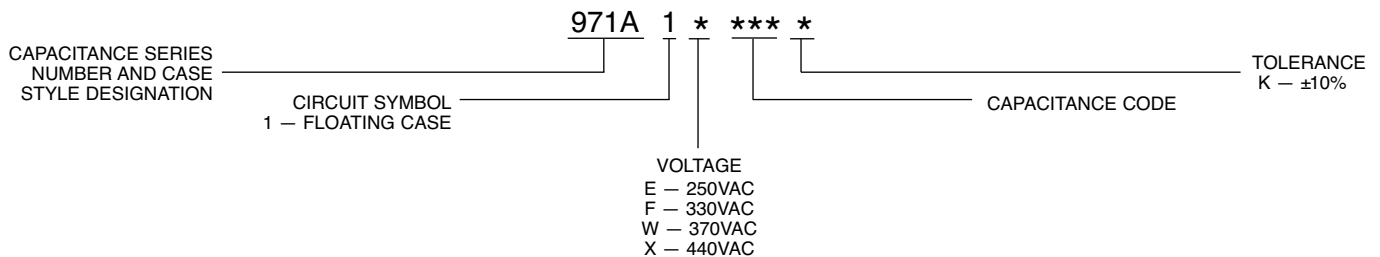 971A 1 * *** *
CAPACITANCE SERIES
NUMBER AND CASE
STYLE DESIGNATION
CIRCUIT SYMBOL
1 — FLOATING CASE
VOLTAGE
E — 250VAC
F — 330VAC
W — 370VAC
X — 440VAC
CAPACITANCE CODE
TOLERANCE
K — ±10%